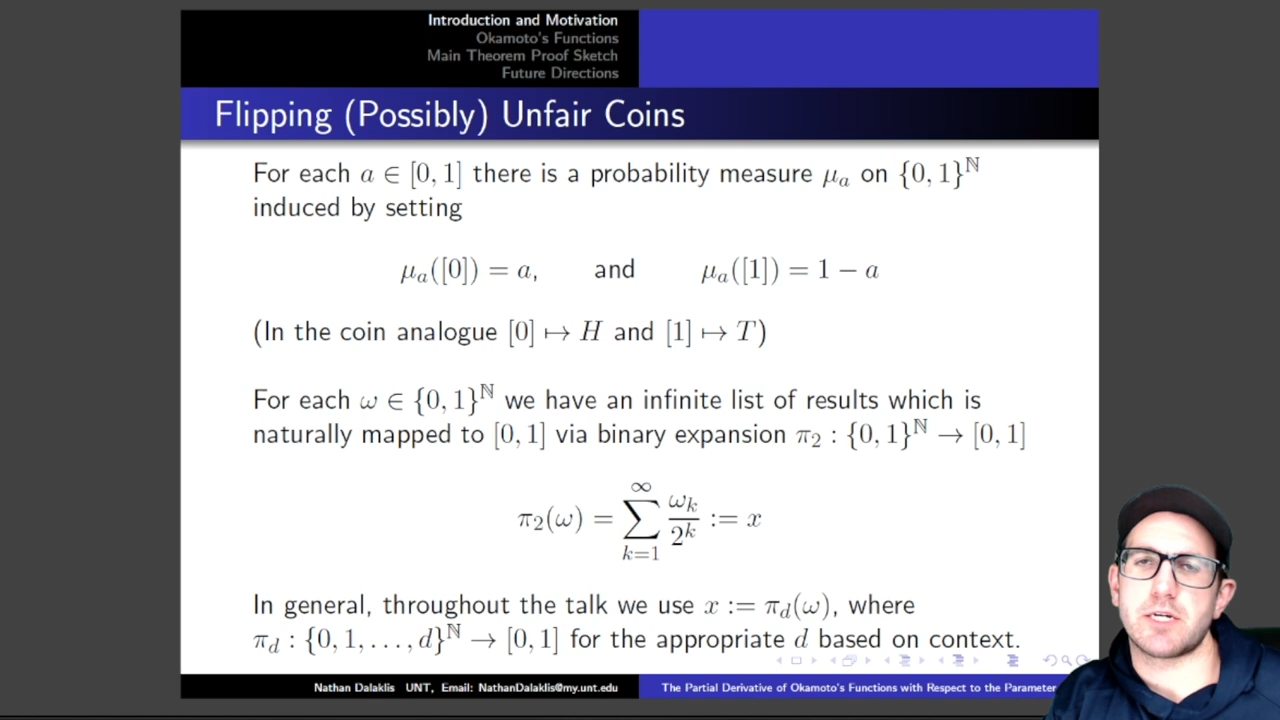 Introduction and Motivation
Okamoto's Functions
Main Theorem Proof Sketch
Future Directions
Flipping (Possibly) Unfair Coins
For each a ∈ [0, 1] there is a probability measure μₐ on {0, 1}^ℕ
induced by setting
μₐ([0]) = a, and μₐ([1]) = 1 − a
(In the coin analogue [0] ↦ H and [1] ↦ T)
For each ω ∈ {0, 1}^ℕ we have an infinite list of results which is
naturally mapped to [0, 1] via binary expansion π₂ : {0, 1}^ℕ → [0, 1]
π₂(ω) = ∑_{k=1}^{∞} ω_k/2^k := x
In general, throughout the talk we use x := π_d(ω), where
π_d : {0, 1, . . . , d}^ℕ → [0, 1] for the appropriate d based on context.
Nathan Dalaklis UNT, Email: NathanDalaklis@my.unt.edu The Partial Derivative of Okamoto's Functions with Respect to the Parameter